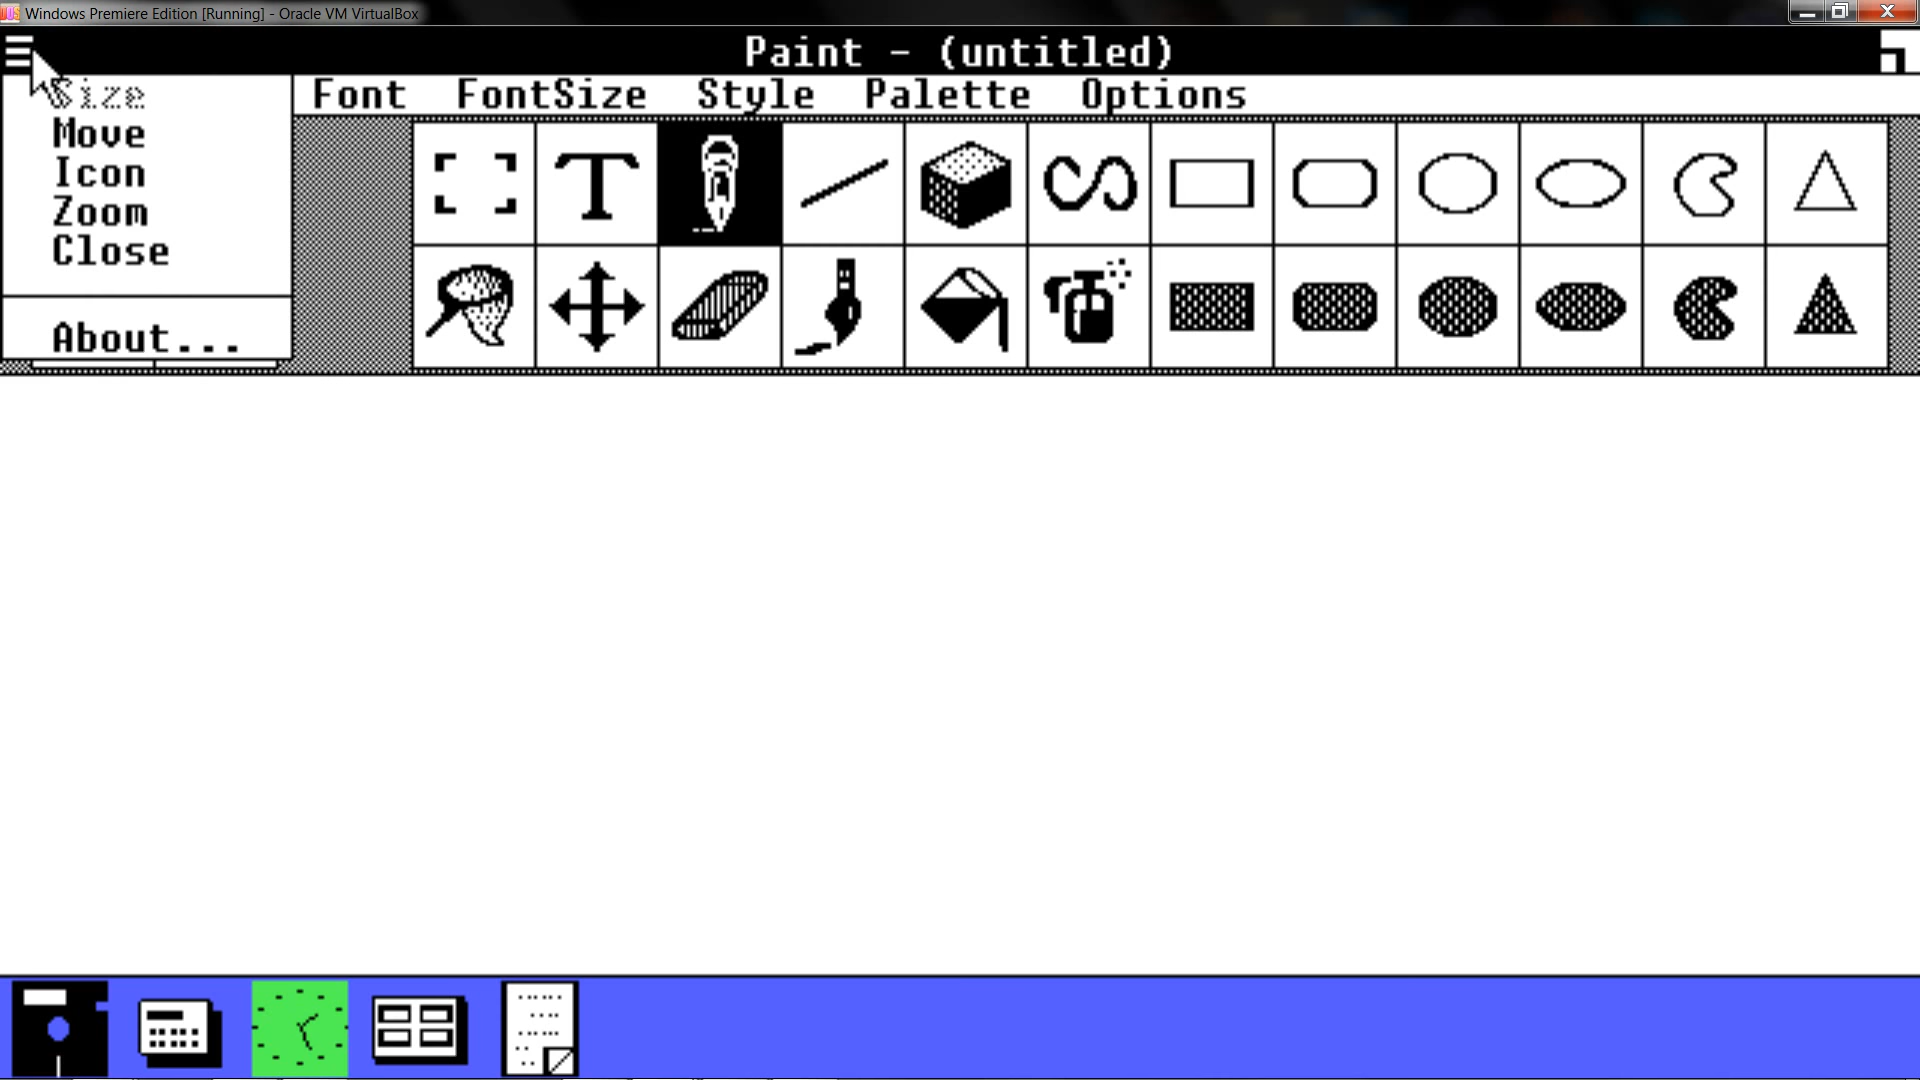 Windows Premiere Edition [Running] - Oracle VM VirtualBox
Paint - (untitled)
Size
Font FontSize Style Palette Options
Move
Icon
Zoom
Close
About...